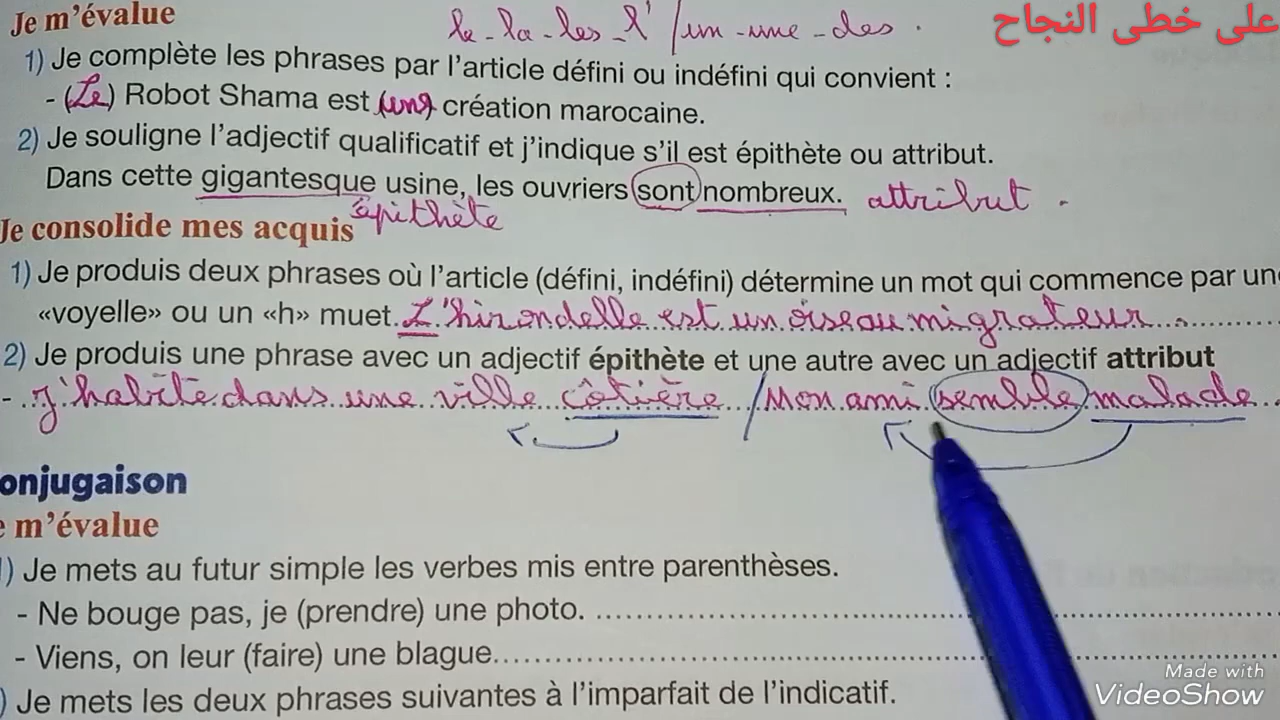 على خطى النجاح
Je m'évalue
le - la - les - l' / un - une - des .
1) Je complète les phrases par l'article défini ou indéfini qui convient :
- (Le) Robot Shama est (une) création marocaine.
2) Je souligne l'adjectif qualificatif et j'indique s'il est épithète ou attribut.
Dans cette gigantesque usine, les ouvriers sont nombreux. attribut .
épithète
Je consolide mes acquis
1) Je produis deux phrases où l'article (défini, indéfini) détermine un mot qui commence par un
«voyelle» ou un «h» muet. L'hirondelle est un oiseau migrateur
2) Je produis une phrase avec un adjectif épithète et une autre avec un adjectif attribut
- J'habite dans une ville côtière / Mon ami semble malade .
onjugaison
e m'évalue
) Je mets au futur simple les verbes mis entre parenthèses.
- Ne bouge pas, je (prendre) une photo.
- Viens, on leur (faire) une blague.
) Je mets les deux phrases suivantes à l'imparfait de l'indicatif.
Made with
VideoShow